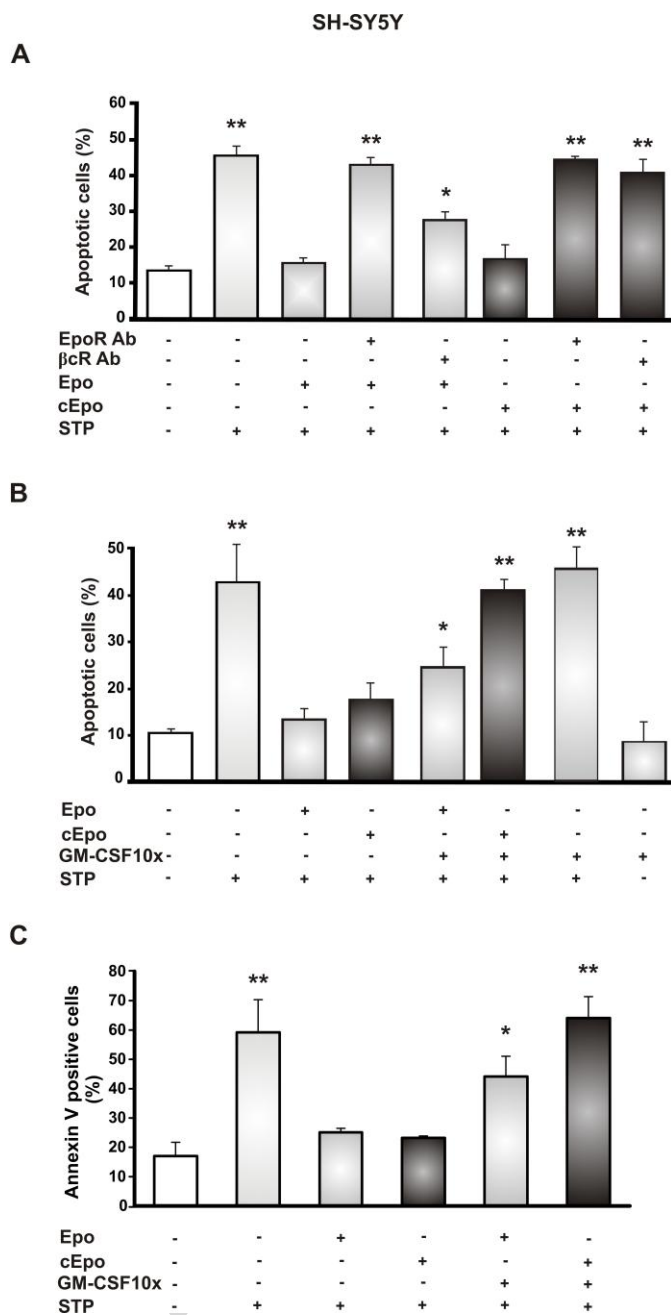 SH-SY5Y
A
Apoptotic cells (%)
60
50
40
30
20
10
0
** ** * ** **
EpoR Ab - - - + - - + -
βcR Ab - - - - + - - +
Epo - - + + + - - -
cEpo - - - - - + + +
STP - + + + + + + +
B
Apoptotic cells (%)
50
40
30
20
10
0
** * ** **
Epo - - + - + - - -
cEpo - - - + - + - -
GM-CSF10x - - - - + + + +
STP - + + + + + + -
C
Annexin V positive cells
(%)
80
70
60
50
40
30
20
10
0
** * **
Epo - - + - + -
cEpo - - - + - +
GM-CSF10x - - - - + +
STP - + + + + +